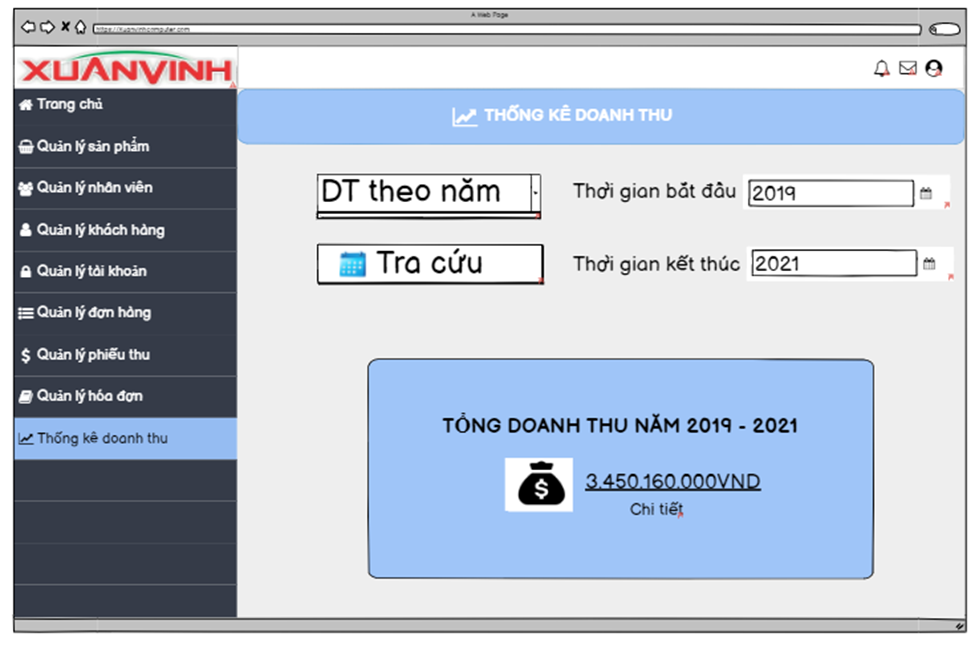 A Web Page
https://xuanvinhcomputer.com
XUANVINH
Trang chủ
Quản lý sản phẩm
Quản lý nhân viên
Quản lý khách hàng
Quản lý tài khoản
Quản lý đơn hàng
Quản lý phiếu thu
Quản lý hóa đơn
Thống kê doanh thu
THỐNG KÊ DOANH THU
DT theo năm
Thời gian bắt đầu 2019
Tra cứu
Thời gian kết thúc 2021
TỔNG DOANH THU NĂM 2019 - 2021
3.450.160.000VND
Chi tiết